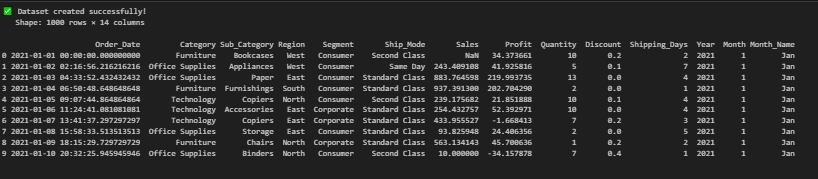 ✅ Dataset created successfully!
Shape: 1000 rows × 14 columns
Order_Date Category Sub_Category Region Segment Ship_Mode Sales Profit Quantity Discount Shipping_Days Year Month Month_Name
0 2021-01-01 00:00:00.000000000 Furniture Bookcases West Consumer Second Class NaN 34.373661 10 0.2 2 2021 1 Jan
1 2021-01-02 02:16:56.216216216 Office Supplies Appliances West Consumer Same Day 243.409108 41.925816 5 0.1 7 2021 1 Jan
2 2021-01-03 04:33:52.432432432 Office Supplies Paper East Consumer Standard Class 883.764598 219.993735 13 0.0 4 2021 1 Jan
3 2021-01-04 06:50:48.648648648 Furniture Furnishings South Consumer Standard Class 937.391300 202.704290 2 0.0 1 2021 1 Jan
4 2021-01-05 09:07:44.864864864 Technology Copiers North Consumer Second Class 239.175682 21.851888 10 0.1 4 2021 1 Jan
5 2021-01-06 11:24:41.081081081 Technology Accessories East Corporate Standard Class 254.432757 52.392971 10 0.0 4 2021 1 Jan
6 2021-01-07 13:41:37.297297297 Technology Copiers East Corporate Standard Class 433.955527 -1.668413 7 0.2 3 2021 1 Jan
7 2021-01-08 15:58:33.513513513 Office Supplies Storage East Consumer Standard Class 93.825948 24.406356 2 0.0 5 2021 1 Jan
8 2021-01-09 18:15:29.729729729 Furniture Chairs North Corporate Standard Class 563.134143 45.700636 1 0.2 2 2021 1 Jan
9 2021-01-10 20:32:25.945945946 Office Supplies Binders North Consumer Second Class 10.000000 -34.157878 7 0.4 1 2021 1 Jan